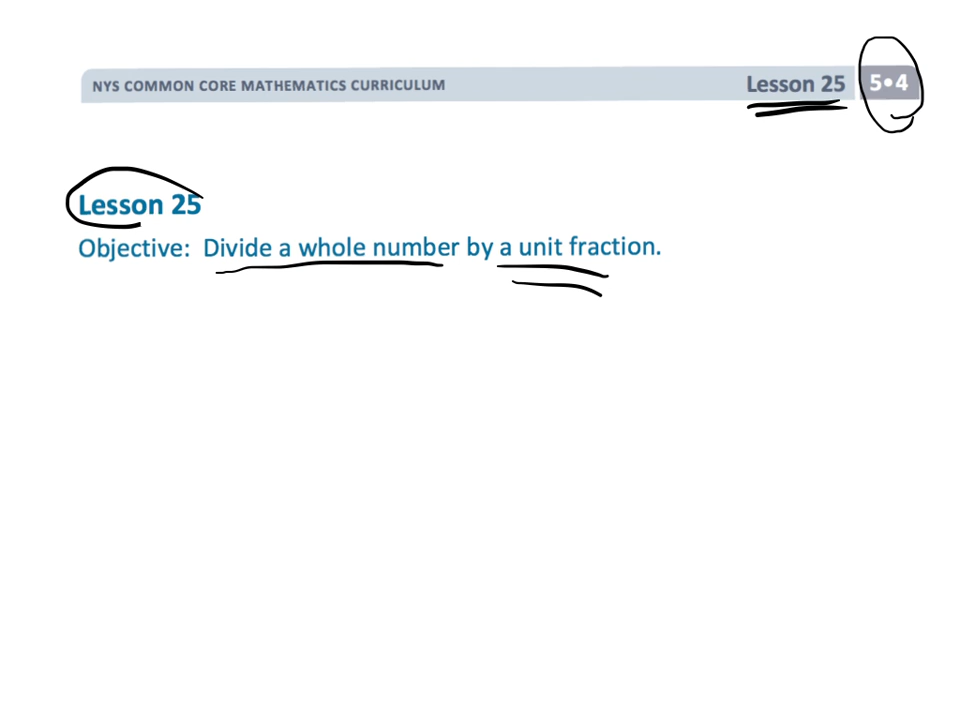 NYS COMMON CORE MATHEMATICS CURRICULUM Lesson 25 5•4
Lesson 25
Objective: Divide a whole number by a unit fraction.